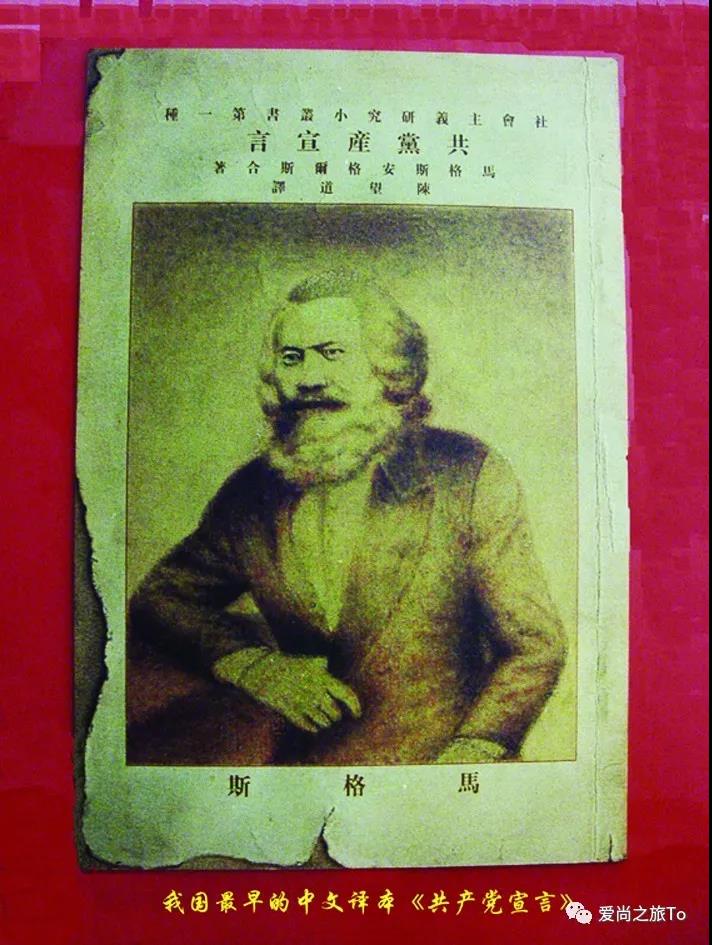 社會主義研究小叢書第一種
共黨産宣言
馬格斯安格爾斯合著
陳望道譯
馬格斯
我国最早的中文译本《共产党宣言》
爱尚之旅To